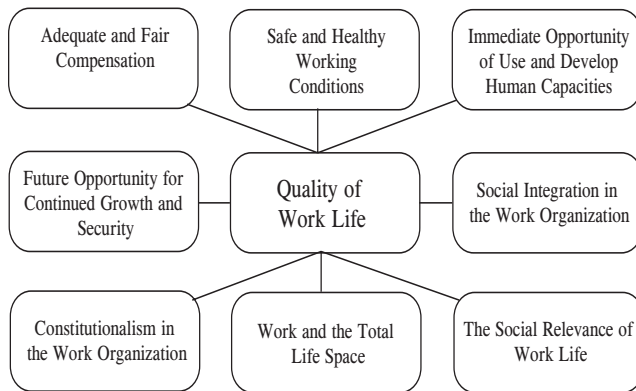 Adequate and Fair
Compensation
Safe and Healthy
Working
Conditions
Immediate Opportunity
of Use and Develop
Human Capacities
Future Opportunity for
Continued Growth and
Security
Quality of
Work Life
Social Integration in
the Work Organization
Constitutionalism in
the Work Organization
Work and the Total
Life Space
The Social Relevance of
Work Life